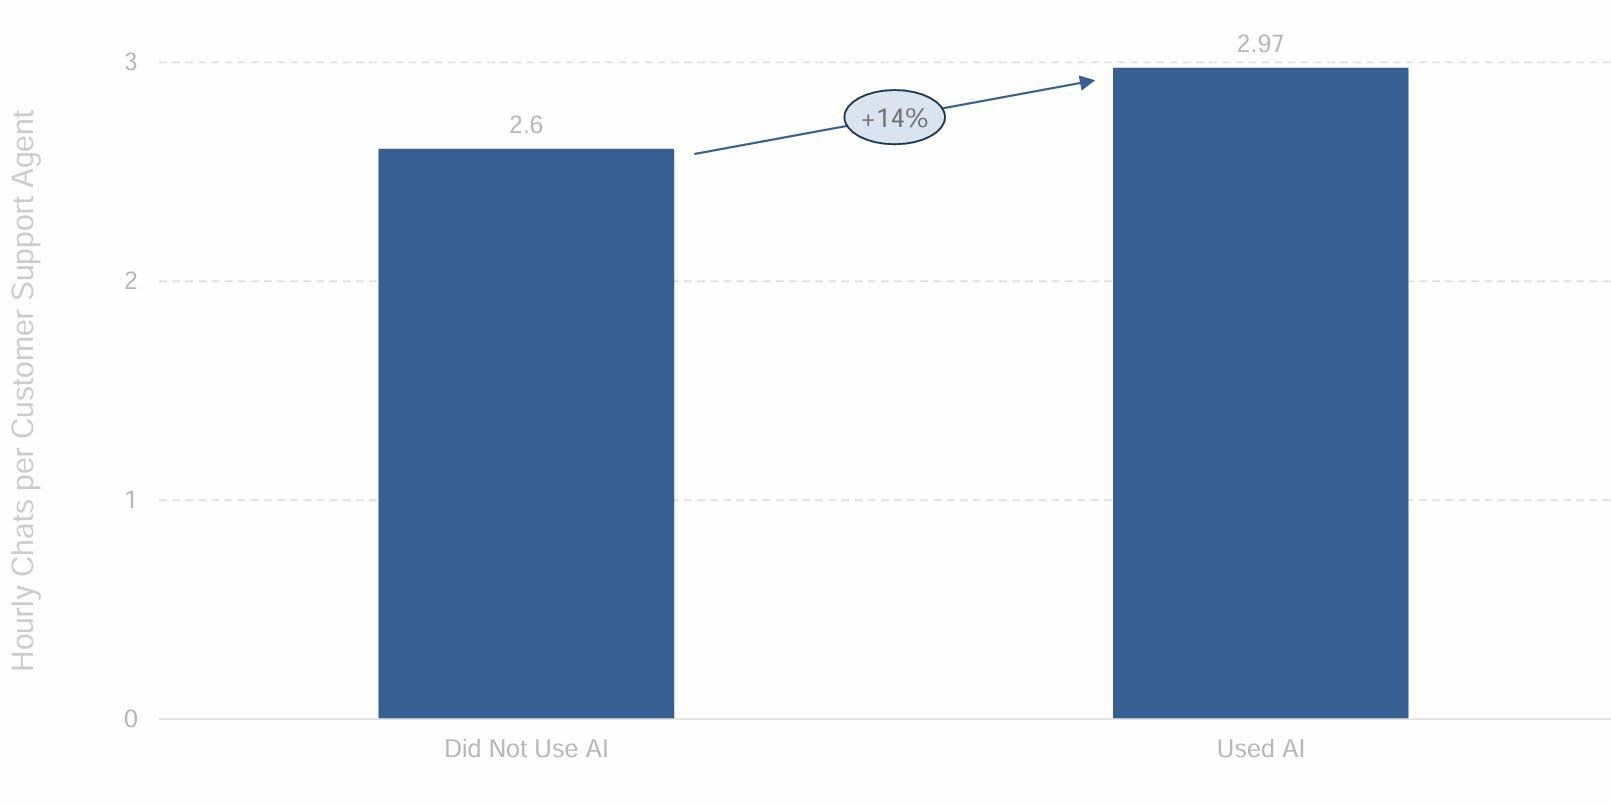 Hourly Chats per Customer Support Agent
3
2
1
0
2.6
+14%
2.97
Did Not Use AI
Used AI